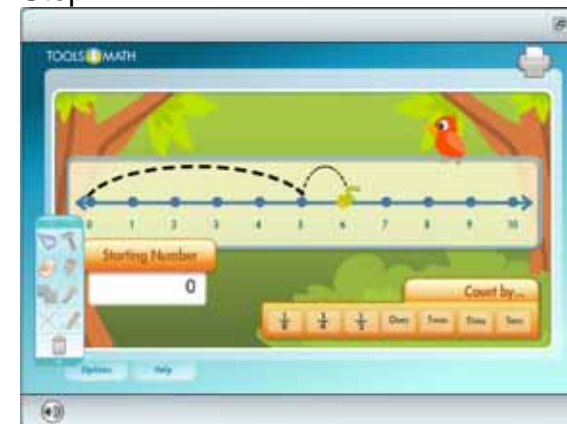 TOOLS MATH
0 1 2 3 4 5 6 7 8 9 10
Starting Number
0
Count by...
Ones Fives Tens
Options Help